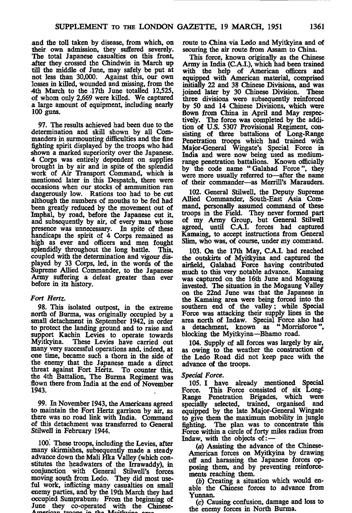 SUPPLEMENT TO THE LONDON GAZETTE, 19 MARCH, 1951 1361
and the toll taken by disease, from which, on
their own admission, they suffered severely.
The total Japanese casualties on this front,
after they crossed the Chindwin in March up
till the middle of June, may safely be put at
not less than 30,000. Against this, our own
losses in killed, wounded and missing, from the
4th March to the 17th June totalled 12,525,
of whom only 2,669 were killed. We captured
a large amount of equipment, including nearly
100 guns.
97. The results achieved had been due to the
determination and skill shown by all Com-
manders in surmounting difficulties and the fine
fighting spirit displayed by the troops who had
shown a marked superiority over the Japanese.
4 Corps was entirely dependent on supplies
brought in by air and in spite of the splendid
work of Air Transport Command, which is
mentioned later in this Despatch, there were
occasions when our stocks of ammunition ran
dangerously low. Rations too had to be cut
although the numbers of mouths to be fed had
been greatly reduced by the movement out of
Imphal, by road, before the Japanese cut it,
and subsequently by air, of every man whose
presence was unnecessary. In spite of these
handicaps the spirit of 4 Corps remained as
high as ever and officers and men fought
splendidly throughout the long battle. This,
coupled with the determination and vigour dis-
played by 33 Corps, led, in the words of the
Supreme Allied Commander, to the Japanese
Army suffering a defeat greater than ever
before in its history.
Fort Hertz.
98. This isolated outpost, in the extreme
north of Burma, was originally occupied by a
small detachment in September 1942, in order
to protect the landing ground and to raise and
support Kachin Levies to operate towards
Myitkyina. These Levies have carried out
many very successful operations and, indeed, at
one time, became such a thorn in the side of
the enemy that the Japanese made a direct
threat against Fort Hertz. To counter this,
the 4th Battalion, The Burma Regiment was
flown there from India at the end of November
1943.
99. In November 1943, the Americans agreed
to maintain the Fort Hertz garrison by air, as
there was no road link with India. Command
of this detachment was transferred to General
Stilwell in February 1944.
100. These troops, including the Levies, after
many skirmishes, subsequently made a steady
advance down the Mali Hka Valley (which con-
stitutes the headwaters of the Irrawaddy), in
conjunction with General Stilwell's forces
moving south from Ledo. They did most use-
ful work, inflicting many casualties on small
enemy parties, and by the 19th March they had
occupied Sumprabum. From the beginning of
June they co-operated with the Chinese-
route to China via Ledo and Myitkyina and of
securing the air route from Assam to China.
This force, known originally as the Chinese
Army in India (C.A.I.), which had been trained
with the help of American officers and
equipped with American material, comprised
initially 22 and 38 Chinese Divisions, and was
joined later by 30 Chinese Division. These
three divisions were subsequently reinforced
by 50 and 14 Chinese Divisions, which were
flown from China in April and May respec-
tively. The force was completed by the addi-
tion of U.S. 5307 Provisional Regiment, con-
sisting of three battalions of Long-Range
Penetration troops which had trained with
Major-General Wingate's Special Force in
India and were now being used as medium-
range penetration battalions. Known officially
by the code name "Galahad Force", they
were more usually referred to—after the name
of their commander—as Merrill's Marauders.
102. General Stilwell, the Deputy Supreme
Allied Commander, South-East Asia Com-
mand, personally assumed command of these
troops in the Field. They never formed part
of my Army Group, but General Stilwell
agreed, until C.A.I. forces had captured
Kamaing, to accept instructions from General
Slim, who was, of course, under my command.
103. On the 17th May, C.A.I. had reached
the outskirts of Myitkyina and captured the
airfield, Galahad Force having contributed
much to this very notable advance. Kamaing
was captured on the 16th June and Mogaung
invested. The situation in the Mogaung Valley
on the 22nd June was that the Japanese in
the Kamaing area were being forced into the
southern end of the valley; while Special
Force was attacking their supply lines in the
area north of Indaw. Special Force also had
a detachment, known as "Morrisforce",
blocking the Myitkyina—Bhamo road.
104. Supply of all forces was largely by air,
as owing to the weather the construction of
the Ledo Road did not keep pace with the
advance of the troops.
Special Force.
105. I have already mentioned Special
Force. This Force consisted of six Long-
Range Penetration Brigades, which were
specially selected, trained, organised and
equipped by the late Major-General Wingate
to give them the maximum mobility in jungle
fighting. The plan was to concentrate this
Force within a circle of forty miles radius from
Indaw, with the objects of:—
(a) Assisting the advance of the Chinese-
American forces on Myitkyina by drawing
off and harassing the Japanese forces op-
posing them, and by preventing reinforce-
ments reaching them.
(b) Creating a situation which would en-
able the Chinese forces to advance from
Yunnan.
(c) Causing confusion, damage and loss to
the enemy forces in North Burma.